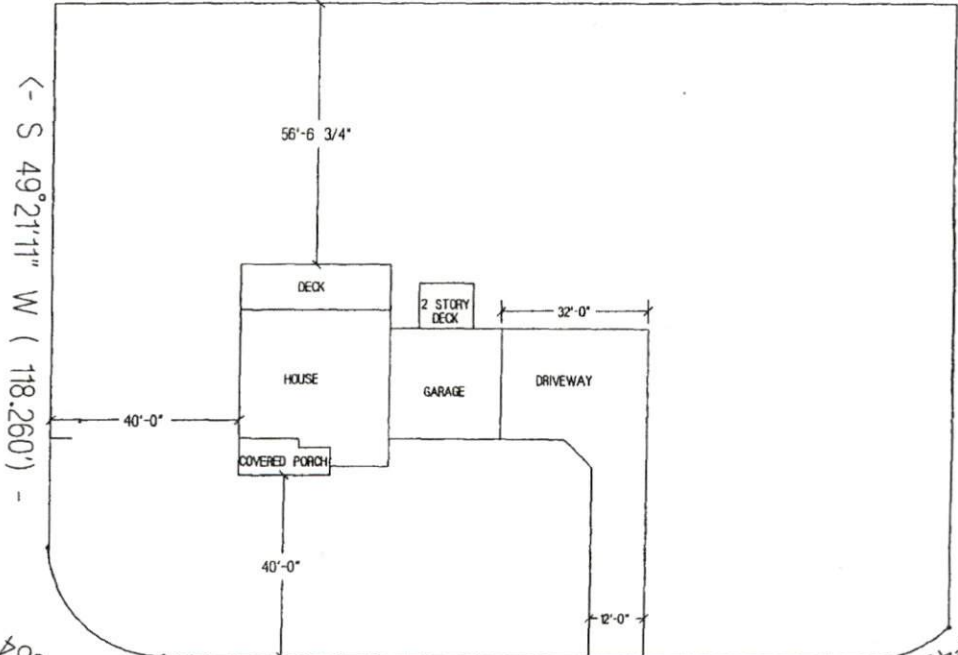 56'-6 3/4"
<- S 49°21'11" W ( 118.260') -
DECK
2 STORY
DECK
32'-0"
HOUSE
GARAGE
DRIVEWAY
40'-0"
COVERED PORCH
40'-0"
12'-0"